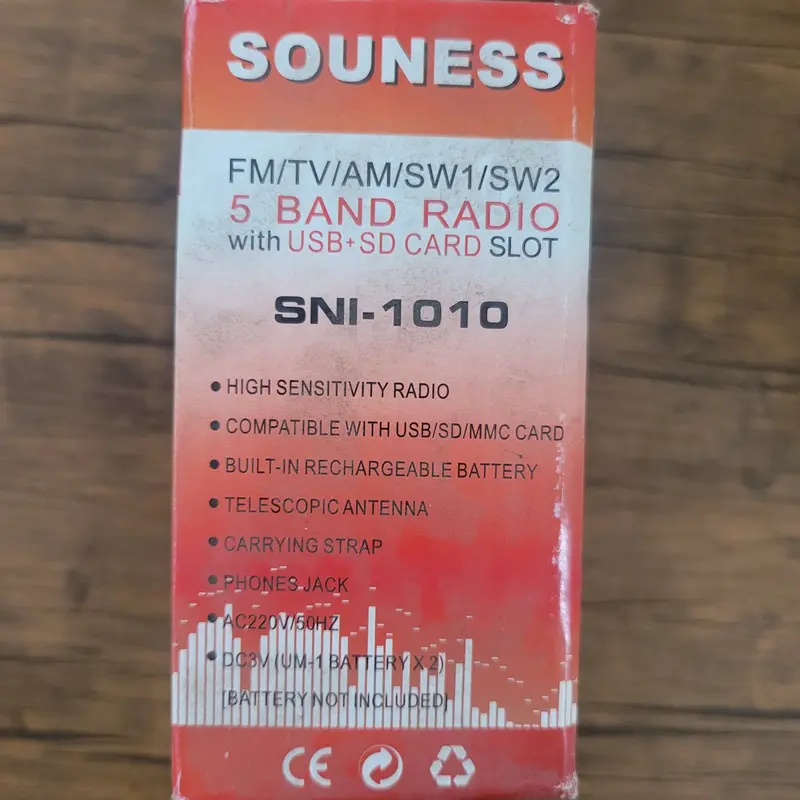 SOUNESS
FM/TV/AM/SW1/SW2
5 BAND RADIO
with USB+SD CARD SLOT
SNI-1010
• HIGH SENSITIVITY RADIO
• COMPATIBLE WITH USB/SD/MMC CARD
• BUILT-IN RECHARGEABLE BATTERY
• TELESCOPIC ANTENNA
• CARRYING STRAP
• PHONES JACK
• AC220V/50HZ
• DC3V (UM-1 BATTERY X 2)
[BATTERY NOT INCLUDED]
CE